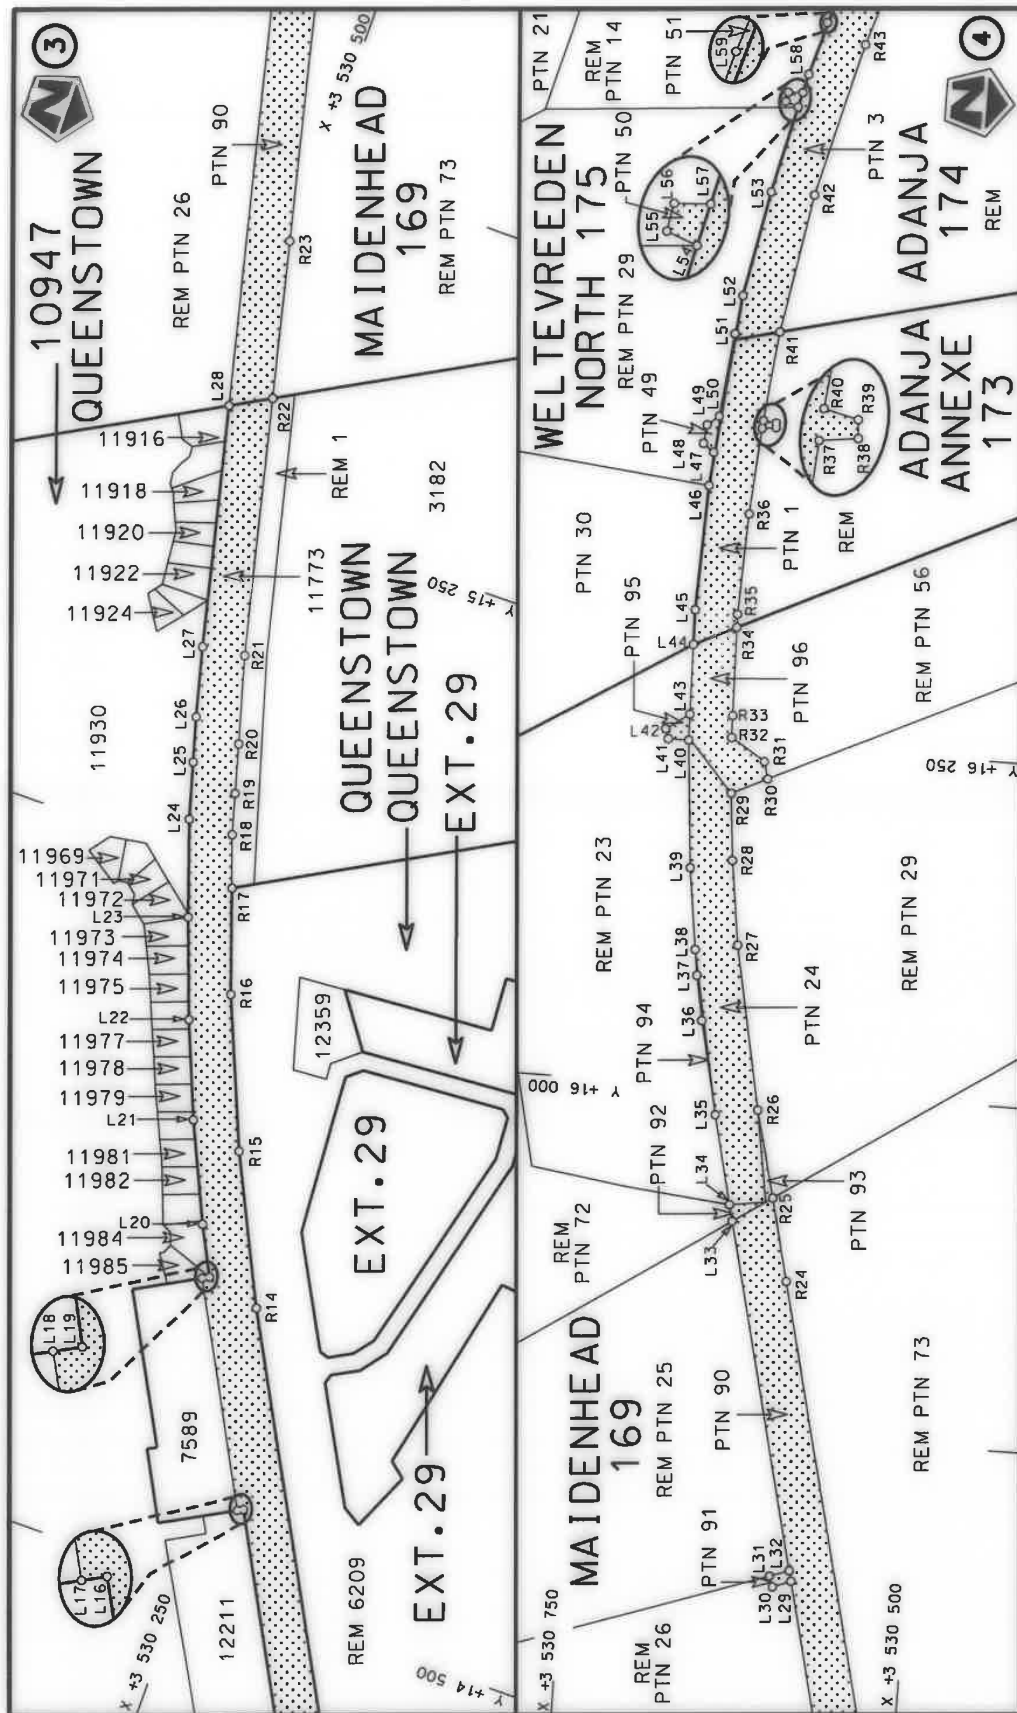 3
N
10947
QUEENSTOWN
REM PTN 26
PTN 90
X +3 530 500
MAIDENHEAD
169
REM PTN 73
R23
L28
R22
11916
11918
11920
11922
11924
REM 1
3182
11773
Y +15 250
L27
R21
L26
L25
11930
R20
R19
L24
R18
QUEENSTOWN
QUEENSTOWN
EXT.29
11969
11971
11972
L23
R17
11973
11974
11975
R16
L22
12359
11977
11978
11979
L21
R15
11981
11982
L20
EXT.29
11984
11985
R14
L18
L19
7589
EXT.29
L17
L16
X +3 530 250
12211
REM 6209
Y +14 500
4
N
PTN 21
REM
PTN 14
PTN 51
L59
L58
R43
WELTEVREEDEN
NORTH 175
PTN 50
REM PTN 29
L55
L56
L57
L54
L53
R42
PTN 3
ADANJA
174
REM
L52
L51
R41
PTN 49
L50
L49
L48
L47
L46
R40
R39
R37
R38
ADANJA
ANNEXE
173
REM
PTN 30
R36
PTN 1
PTN 95
L45
L44
R35
R34
REM PTN 56
PTN 96
L43
L42
L41
L40
R33
R32
R31
R30
R29
Y +16 250
REM PTN 23
L39
R28
REM PTN 29
L38
L37
L36
R27
PTN 24
PTN 94
Y +16 000
L35
R26
PTN 92
L34
L33
R25
PTN 93
REM
PTN 72
R24
MAIDENHEAD
169
REM PTN 25
PTN 90
REM PTN 73
PTN 91
L31
L32
L30
L29
X +3 530 750
REM
PTN 26
X +3 530 500